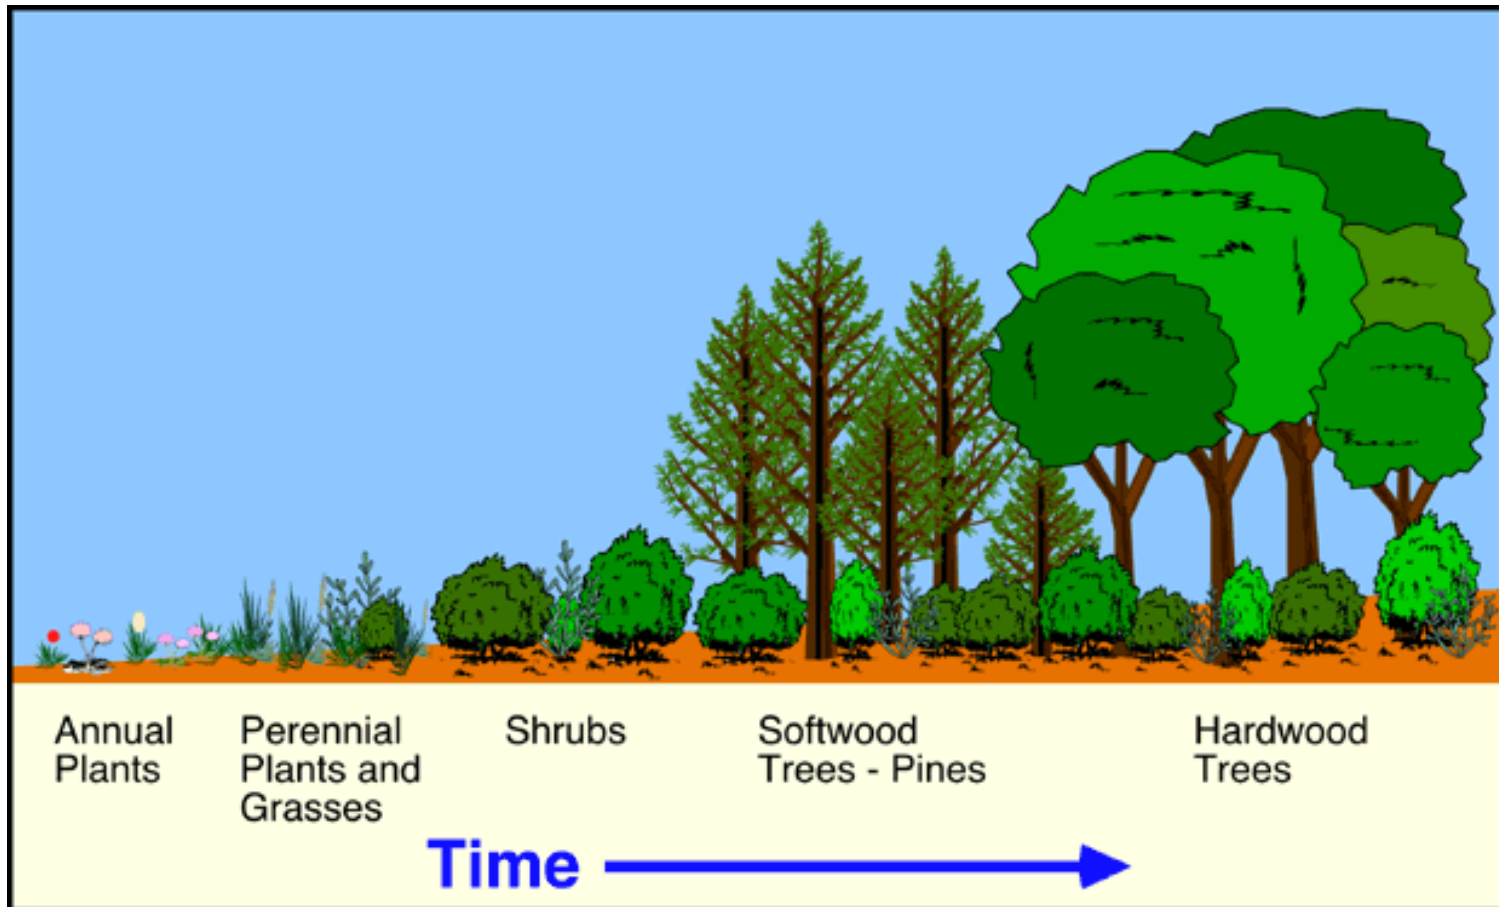 Annual
Plants
Perennial
Plants and
Grasses
Shrubs
Softwood
Trees - Pines
Hardwood
Trees
Time